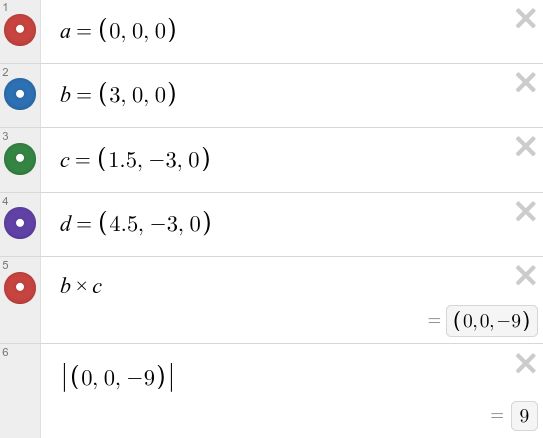 1
a = (0, 0, 0)
2
b = (3, 0, 0)
3
c = (1.5, −3, 0)
4
d = (4.5, −3, 0)
5
b × c
= (0,0,−9)
6
|(0, 0, −9)|
= 9